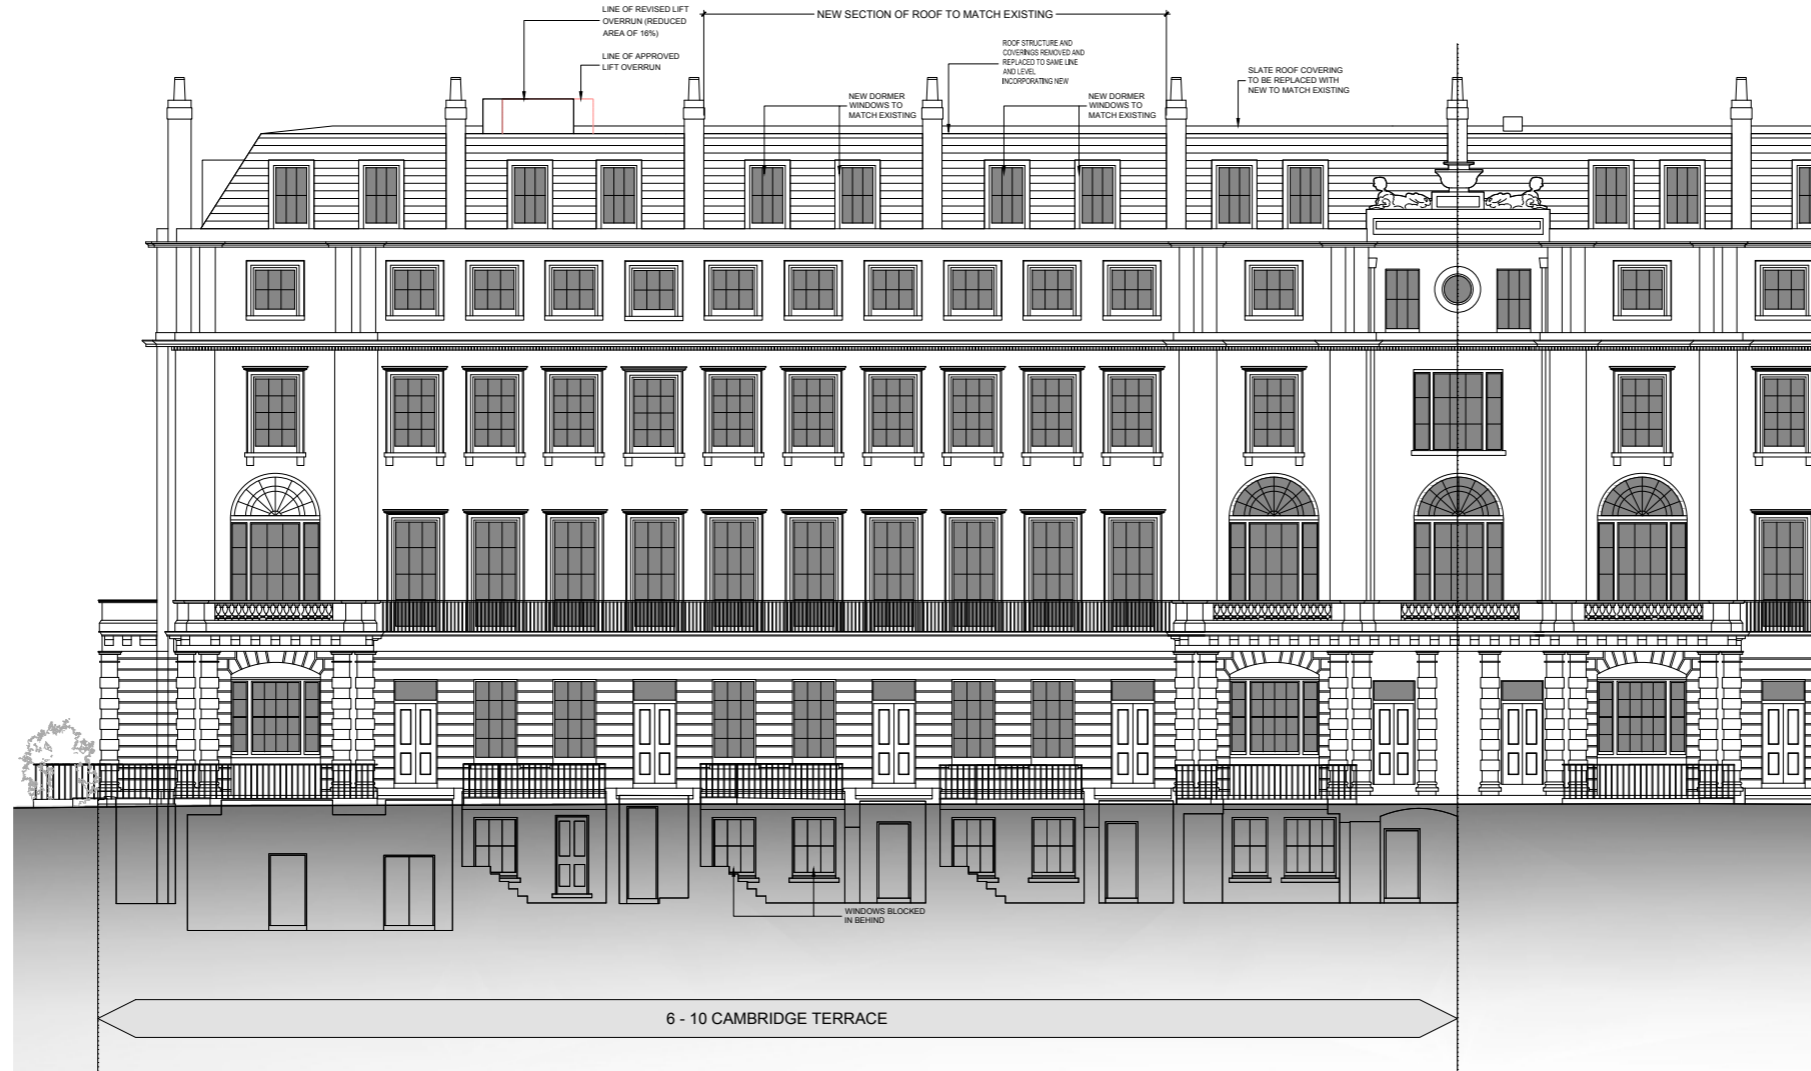 LINE OF REVISED LIFT
OVERRUN (REDUCED
AREA OF 16%)
LINE OF APPROVED
LIFT OVERRUN
NEW SECTION OF ROOF TO MATCH EXISTING
ROOF STRUCTURE AND
COVERINGS REMOVED AND
REPLACED TO SAME LINE
AND LEVEL
INCORPORATING NEW
NEW DORMER
WINDOWS TO
MATCH EXISTING
NEW DORMER
WINDOWS TO
MATCH EXISTING
SLATE ROOF COVERING
TO BE REPLACED WITH
NEW TO MATCH EXISTING
WINDOWS BLOCKED
IN BEHIND
6 - 10 CAMBRIDGE TERRACE